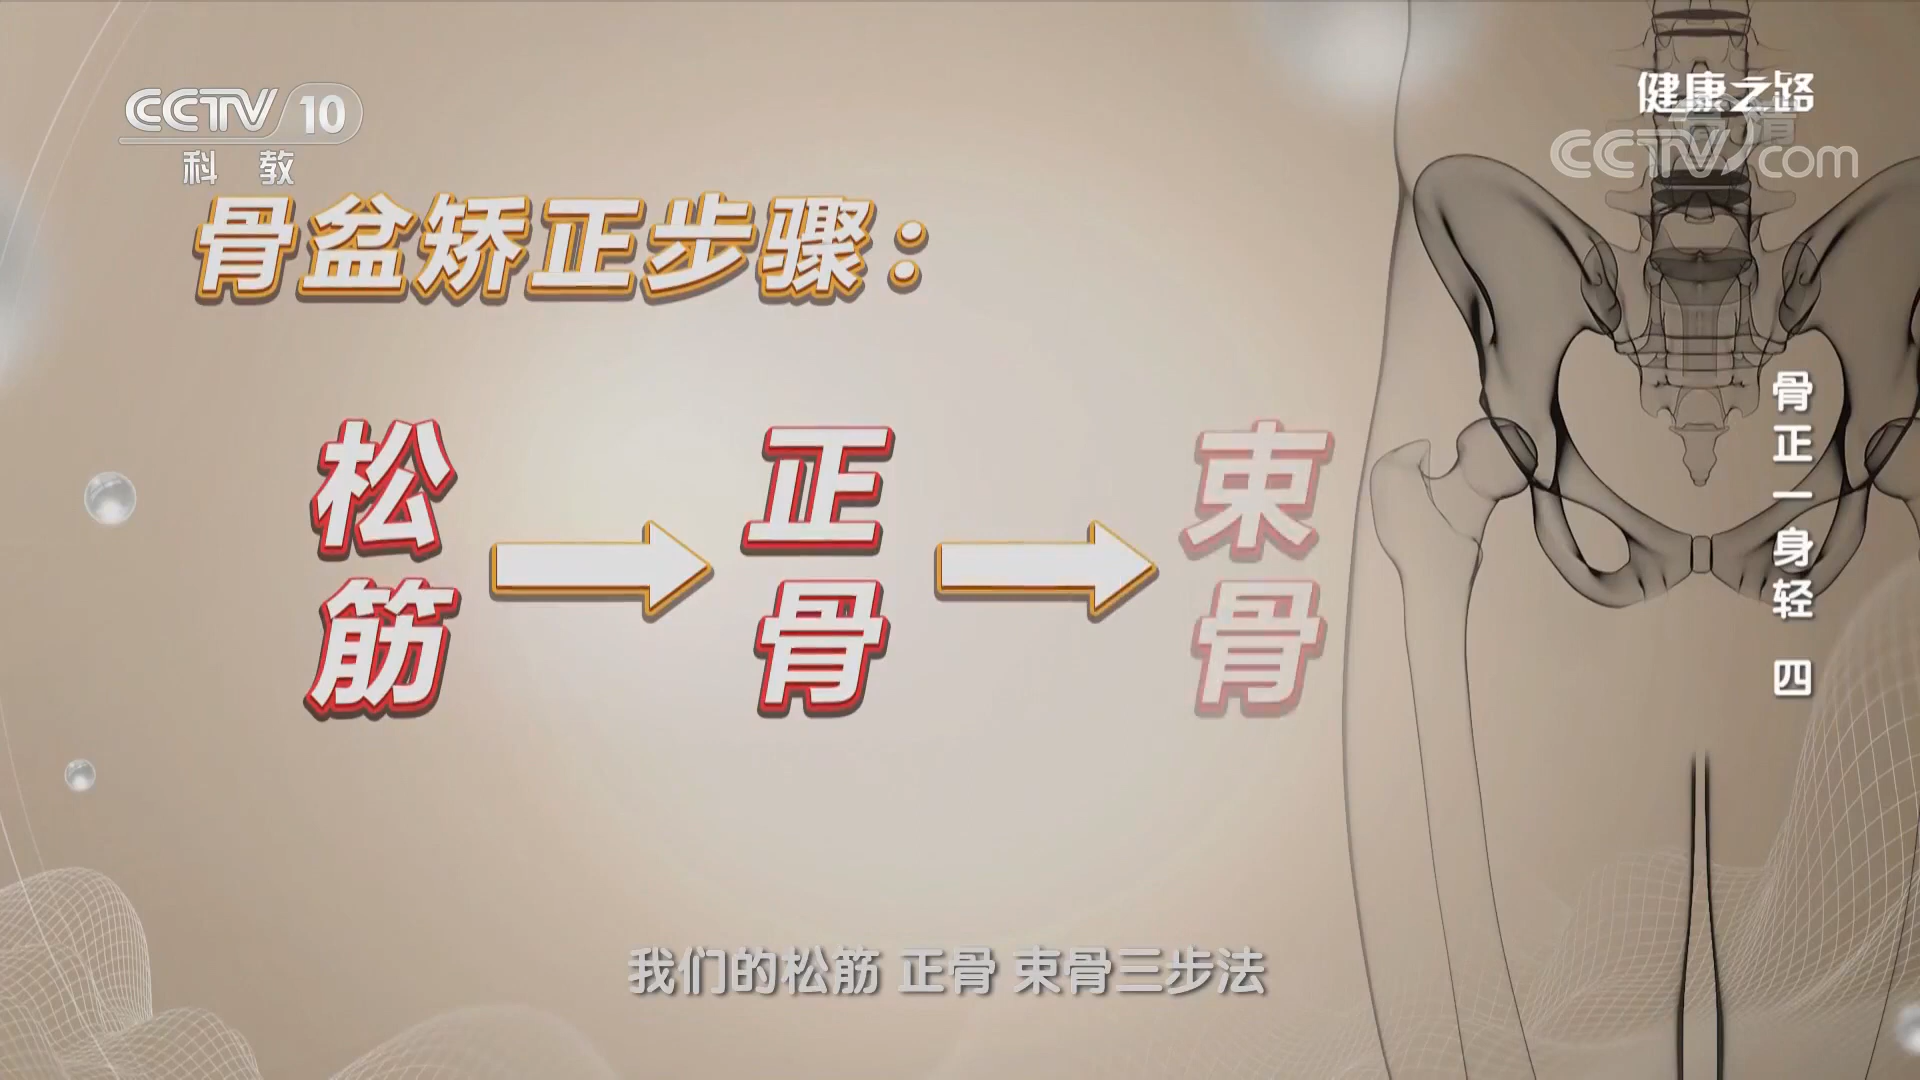 CCTV 10
科教
健康之路
高清
CCTV.com
骨盆矫正步骤：
松筋
正骨
束骨
骨正一身轻 四
我们的松筋 正骨 束骨三步法